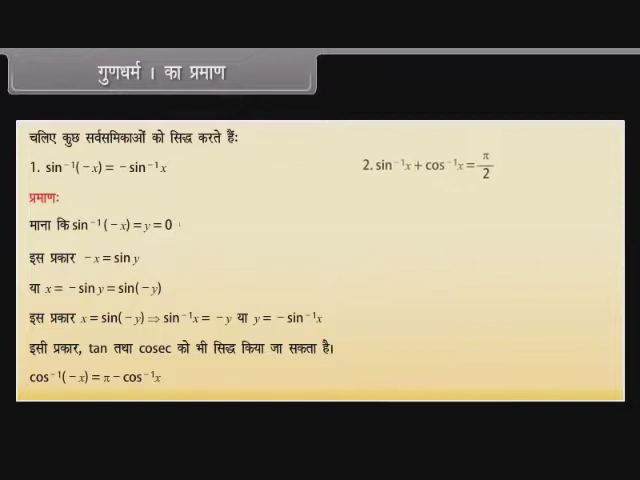 गुणधर्म । का प्रमाण
चलिए कुछ सर्वसमिकाओं को सिद्ध करते हैं:
1. sin⁻¹(−x) = −sin⁻¹x
2. sin⁻¹x + cos⁻¹x = π/2
प्रमाण:
माना कि sin⁻¹(−x) = y = 0
इस प्रकार −x = sin y
या x = −sin y = sin(−y)
इस प्रकार x = sin(−y) ⇒ sin⁻¹x = −y या y = −sin⁻¹x
इसी प्रकार, tan तथा cosec को भी सिद्ध किया जा सकता है।
cos⁻¹(−x) = π − cos⁻¹x